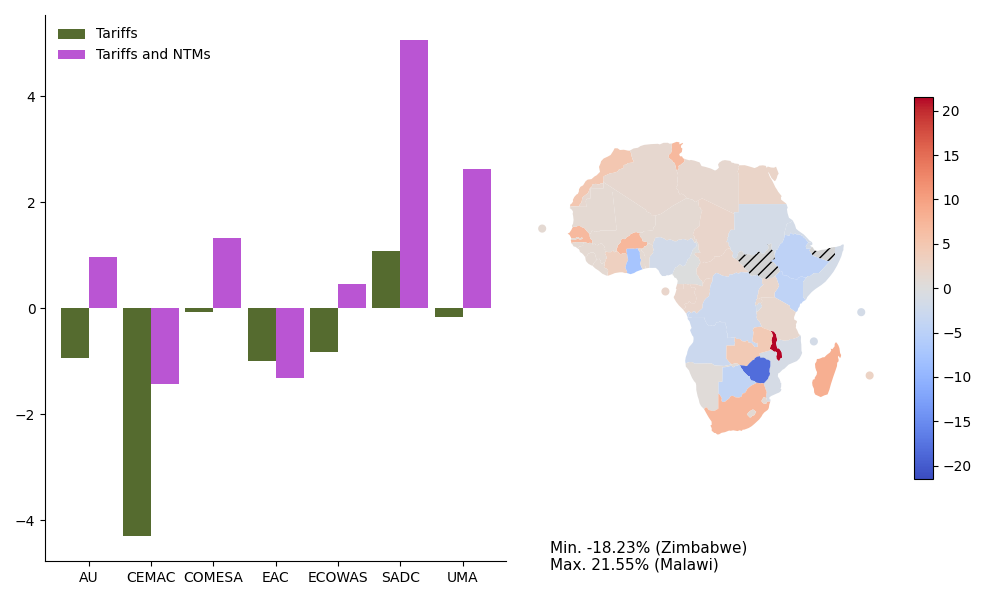 Tariffs
Tariffs and NTMs
4
2
0
−2
−4
AU CEMAC COMESA EAC ECOWAS SADC UMA
20
15
10
5
0
−5
−10
−15
−20
Min. -18.23% (Zimbabwe)
Max. 21.55% (Malawi)